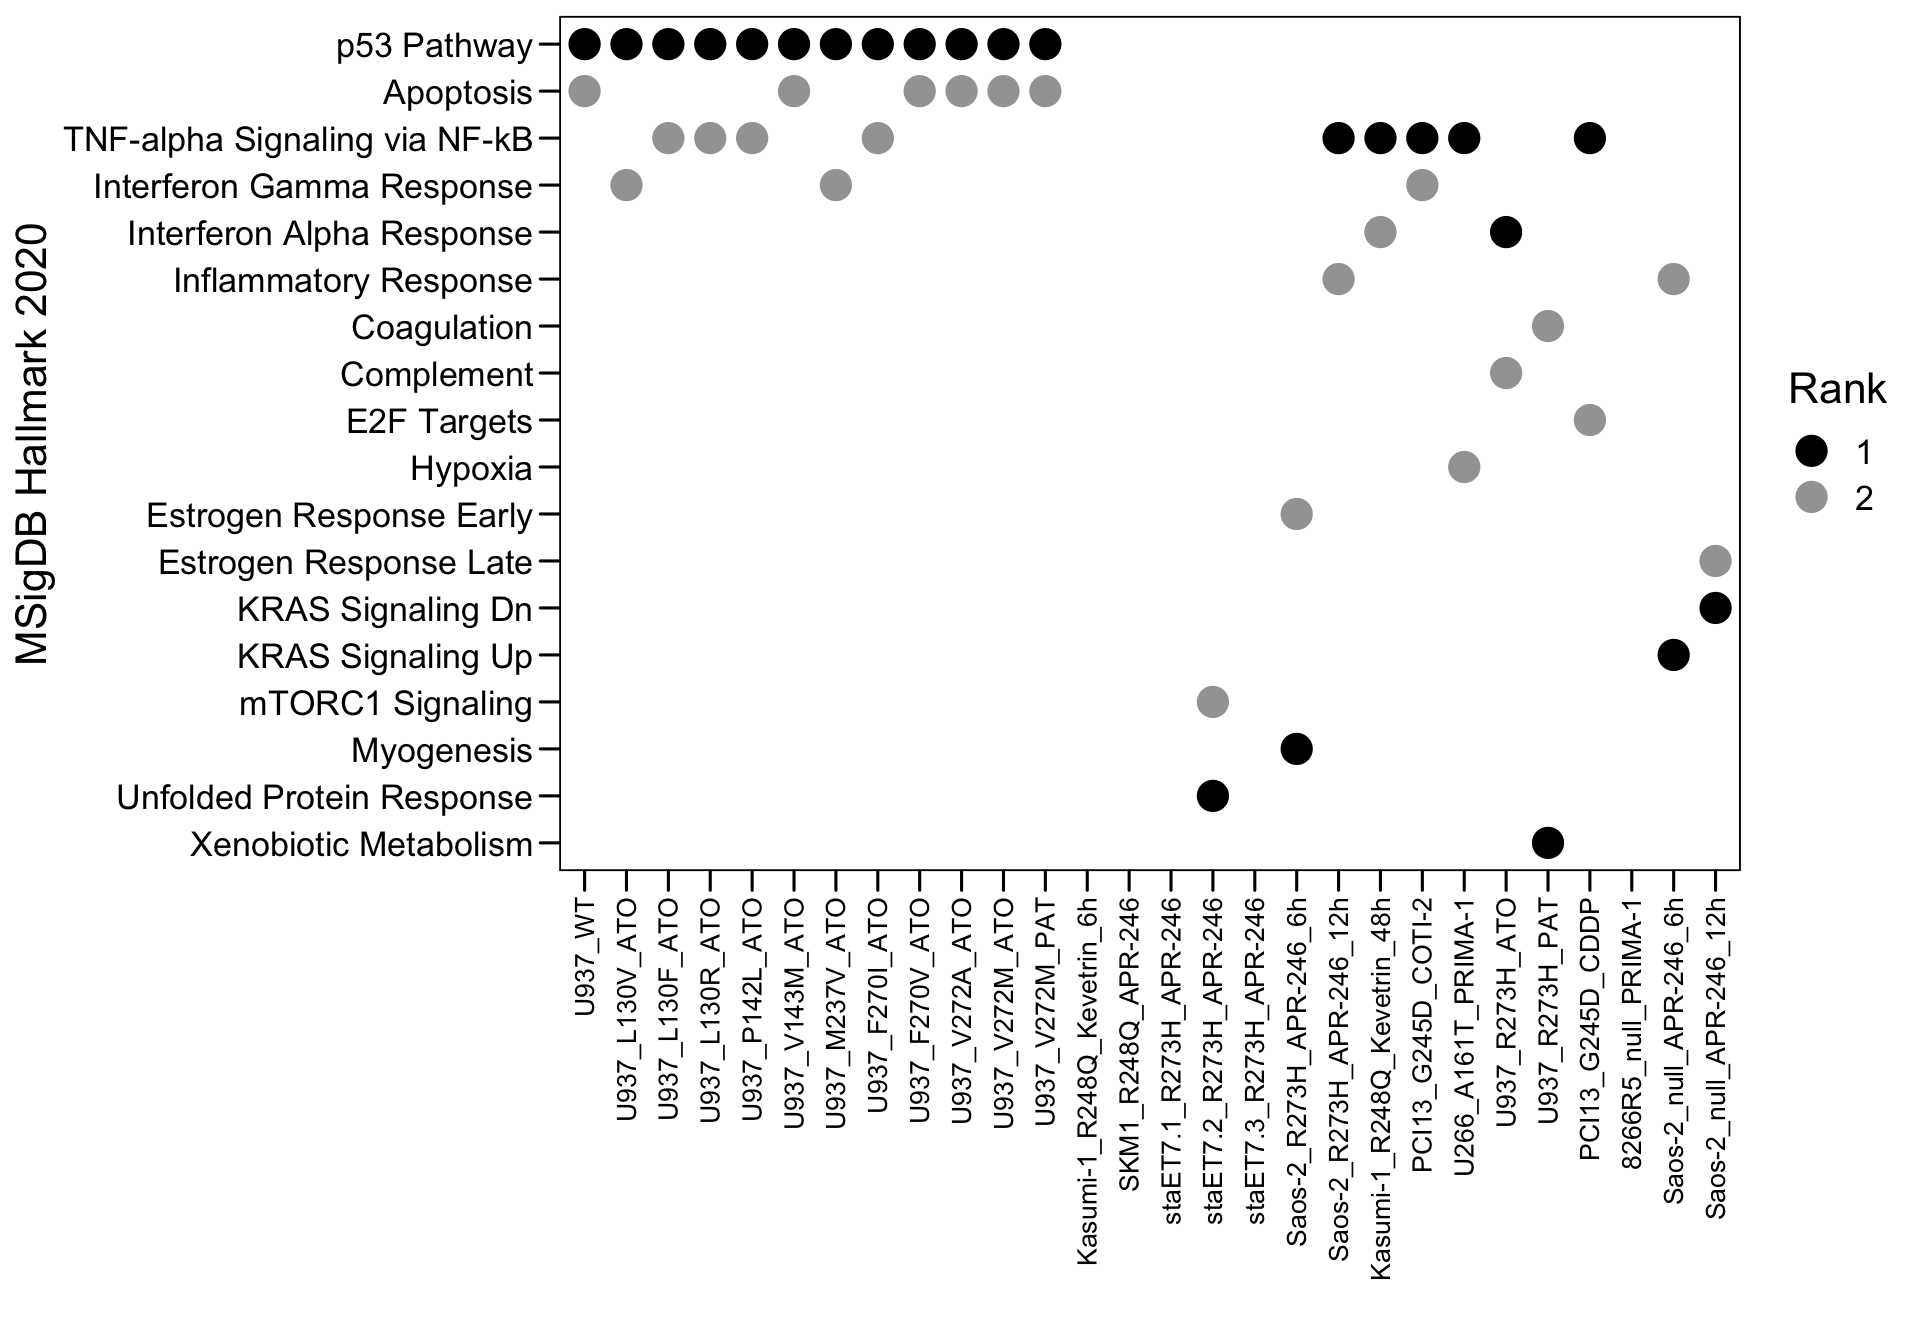 MSigDB Hallmark 2020
p53 Pathway
Apoptosis
TNF-alpha Signaling via NF-kB
Interferon Gamma Response
Interferon Alpha Response
Inflammatory Response
Coagulation
Complement
E2F Targets
Hypoxia
Estrogen Response Early
Estrogen Response Late
KRAS Signaling Dn
KRAS Signaling Up
mTORC1 Signaling
Myogenesis
Unfolded Protein Response
Xenobiotic Metabolism
U937_WT
U937_L130V_ATO
U937_L130F_ATO
U937_L130R_ATO
U937_P142L_ATO
U937_V143M_ATO
U937_M237V_ATO
U937_F270I_ATO
U937_F270V_ATO
U937_V272A_ATO
U937_V272M_ATO
U937_V272M_PAT
Kasumi-1_R248Q_Kevetrin_6h
SKM1_R248Q_APR-246
staET7.1_R273H_APR-246
staET7.2_R273H_APR-246
staET7.3_R273H_APR-246
Saos-2_R273H_APR-246_6h
Saos-2_R273H_APR-246_12h
Kasumi-1_R248Q_Kevetrin_48h
PCI13_G245D_COTI-2
U266_A161T_PRIMA-1
U937_R273H_ATO
U937_R273H_PAT
PCI13_G245D_CDDP
8266R5_null_PRIMA-1
Saos-2_null_APR-246_6h
Saos-2_null_APR-246_12h
Rank
1
2